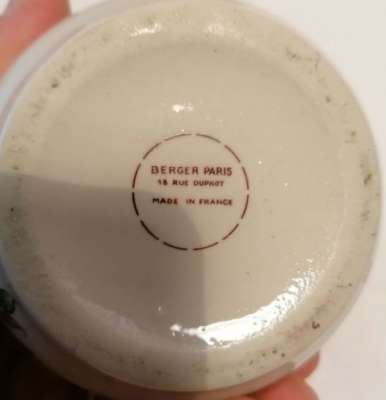 BERGER PARIS
18 RUE DUPHOT
MADE IN FRANCE